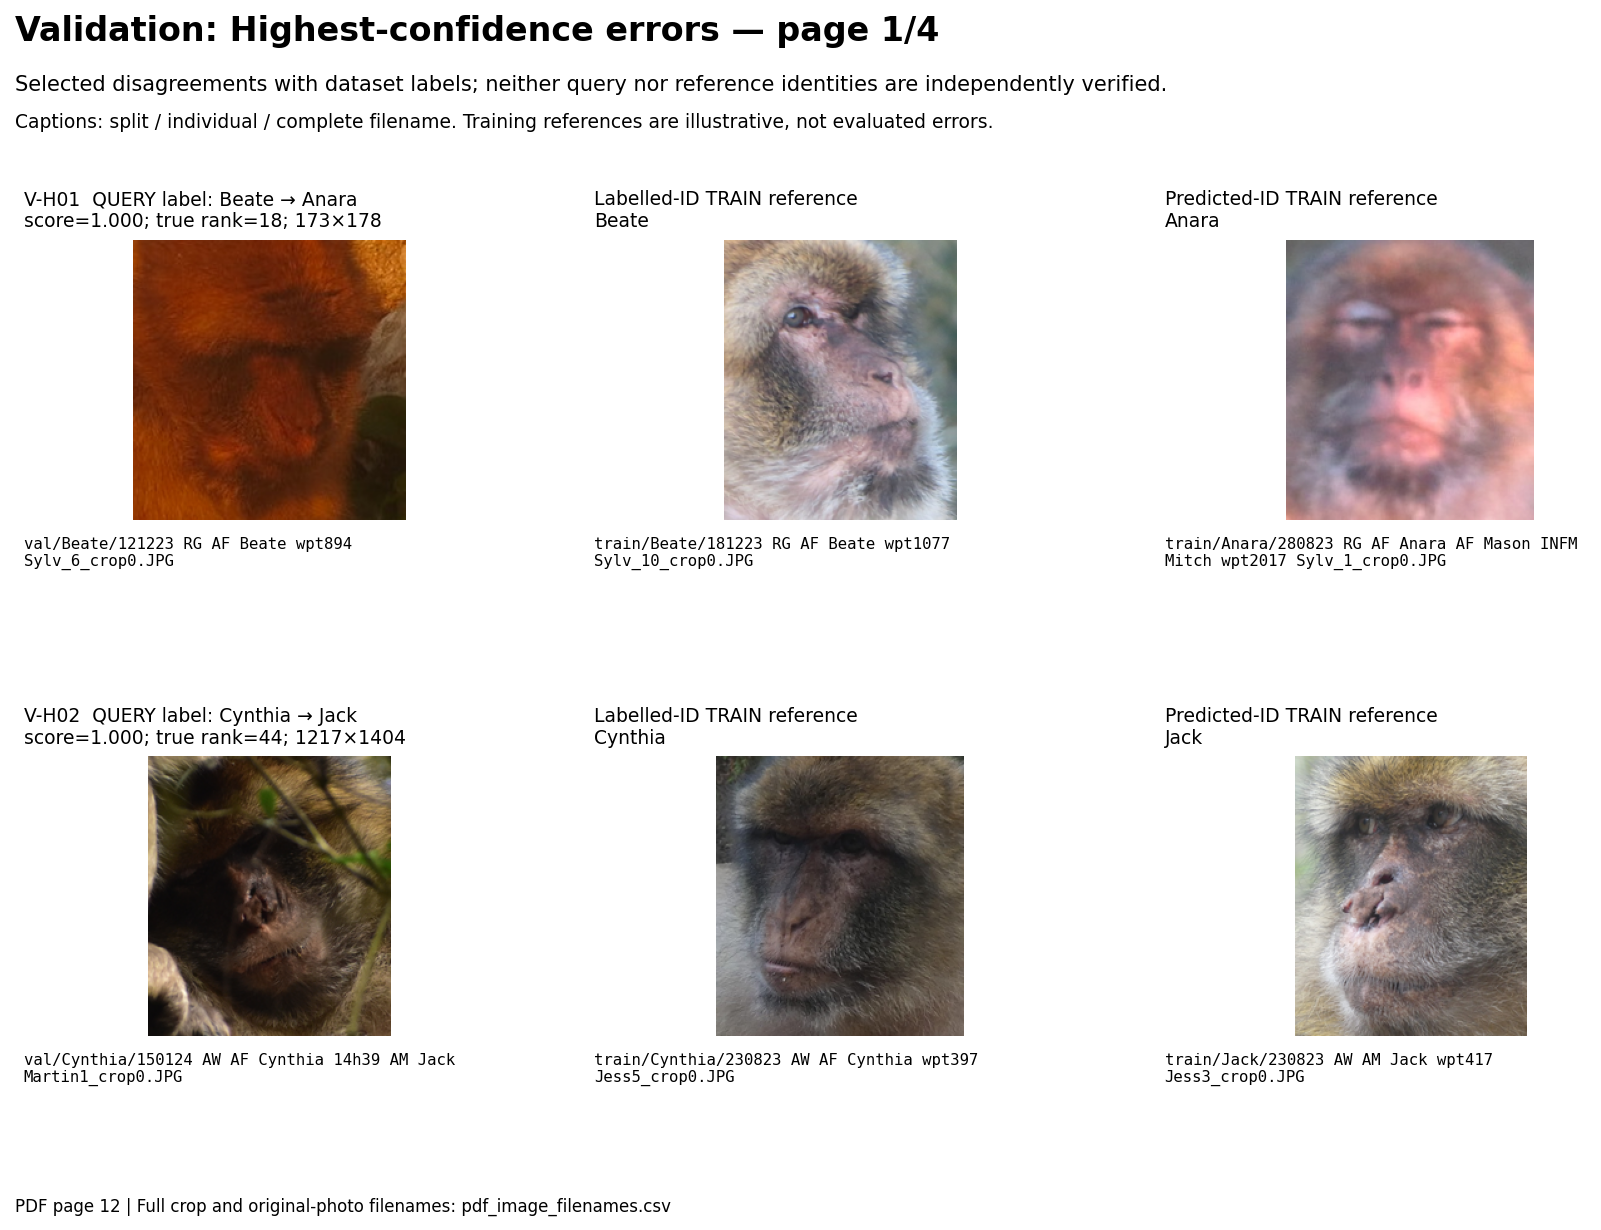 Validation: Highest-confidence errors — page 1/4
Selected disagreements with dataset labels; neither query nor reference identities are independently verified.
Captions: split / individual / complete filename. Training references are illustrative, not evaluated errors.
V-H01  QUERY label: Beate → Anara
score=1.000; true rank=18; 173×178
Labelled-ID TRAIN reference
Beate
Predicted-ID TRAIN reference
Anara
val/Beate/121223 RG AF Beate wpt894
Sylv_6_crop0.JPG
train/Beate/181223 RG AF Beate wpt1077
Sylv_10_crop0.JPG
train/Anara/280823 RG AF Anara AF Mason INFM
Mitch wpt2017 Sylv_1_crop0.JPG
V-H02  QUERY label: Cynthia → Jack
score=1.000; true rank=44; 1217×1404
Labelled-ID TRAIN reference
Cynthia
Predicted-ID TRAIN reference
Jack
val/Cynthia/150124 AW AF Cynthia 14h39 AM Jack
Martin1_crop0.JPG
train/Cynthia/230823 AW AF Cynthia wpt397
Jess5_crop0.JPG
train/Jack/230823 AW AM Jack wpt417
Jess3_crop0.JPG
PDF page 12 | Full crop and original-photo filenames: pdf_image_filenames.csv